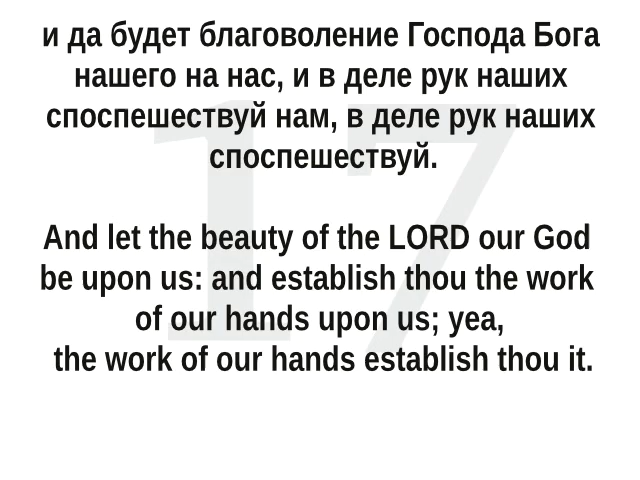 и да будет благоволение Господа Бога
нашего на нас, и в деле рук наших
споспешествуй нам, в деле рук наших
споспешествуй.
And let the beauty of the LORD our God
be upon us: and establish thou the work
of our hands upon us; yea,
the work of our hands establish thou it.
17